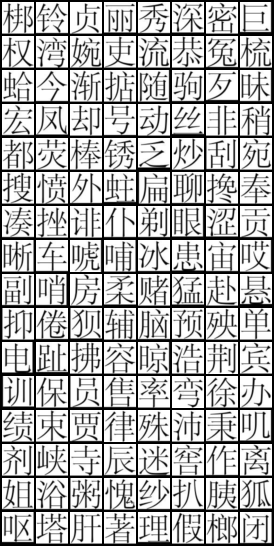 梆铃贞丽秀深密巨
权湾婉吏流恭冤梳
蛤今渐掂随驹歹昧
宏凤却号动丝非稍
都荧棒锈乏炒刮宛
搜愤外蛀扁聊搀奉
凑挫诽仆剃眼涩贡
晰车唬哺冰患宙哎
副哨房柔赌猛赴悬
抑倦狈辅脑预殃单
电趾拂容晾浩荆宾
训保员售率弯徐办
绩束贾律殊沛秉叽
剂峡寺辰迷窖作离
姐浴粥愧纱扒胰狐
呕塔肝著理假榔闭